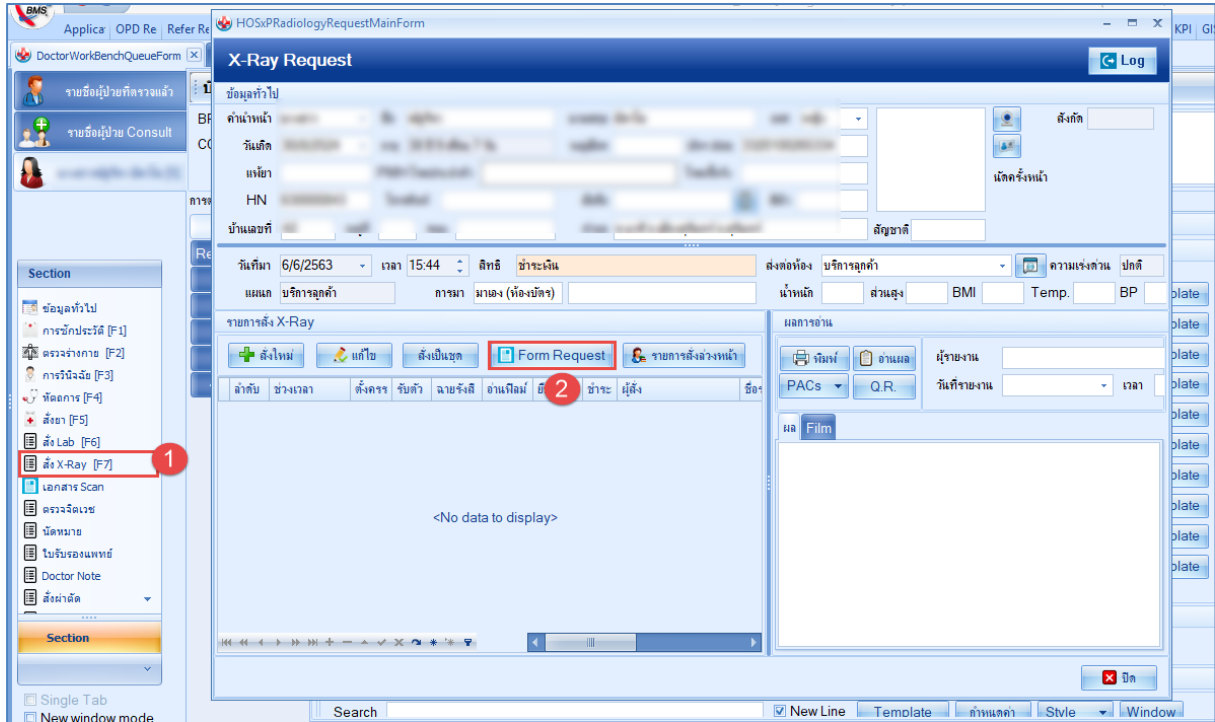 BMS
Applica OPD Re Refer Re
KPI GI
HOSxPRadiologyRequestMainForm
DoctorWorkBenchQueueForm
X-Ray Request
Log
รายชื่อผู้ป่วยที่ตรวจแล้ว
รายชื่อผู้ป่วย Consult
ข้อมูลทั่วไป
คำนำหน้า
สังกัด
วันเกิด
แพ้ยา
นัดครั้งหน้า
HN
บ้านเลขที่
สัญชาติ
วันที่มา 6/6/2563 เวลา 15:44 สิทธิ ชำระเงิน
ส่งต่อห้อง บริการลูกค้า ความเร่งด่วน ปกติ
แผนก บริการลูกค้า การมา มาเอง (ห้องบัตร)
น้ำหนัก ส่วนสูง BMI Temp. BP
Section
ข้อมูลทั่วไป
การซักประวัติ [F1]
ตรวจร่างกาย [F2]
การวินิจฉัย [F3]
หัตถการ [F4]
สั่งยา [F5]
สั่ง Lab [F6]
สั่ง X-Ray [F7]
1
เอกสาร Scan
ตรวจจิตเวช
นัดหมาย
ใบรับรองแพทย์
Doctor Note
สั่งผ่าตัด
Section
Single Tab
New window mode
รายการสั่ง X-Ray
สั่งใหม่ แก้ไข สั่งเป็นชุด Form Request รายการสั่งล่วงหน้า
2
ลำดับ ช่วงเวลา ตั้งครร รับตัว ฉายรังสี อ่านฟิลม์ ชำระ ผู้สั่ง ชื่อร
<No data to display>
ผลการอ่าน
พิมพ์ อ่านผล ผู้รายงาน
PACs Q.R. วันที่รายงาน เวลา
ผล Film
plate
plate
plate
plate
plate
plate
plate
plate
plate
plate
ปิด
Search
New Line Template กำหนดค่า Style Window